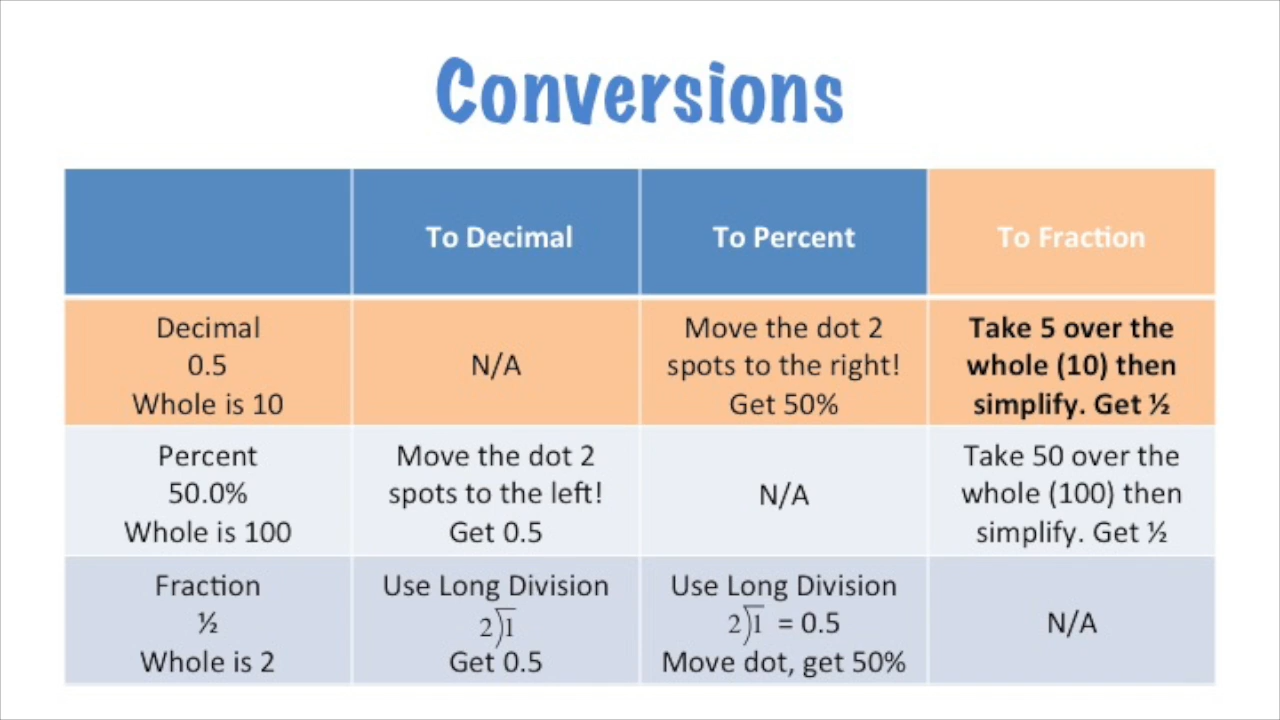 Conversions
To Decimal
To Percent
To Fraction
Decimal
0.5
Whole is 10
N/A
Move the dot 2
spots to the right!
Get 50%
Take 5 over the
whole (10) then
simplify. Get ½
Percent
50.0%
Whole is 100
Move the dot 2
spots to the left!
Get 0.5
N/A
Take 50 over the
whole (100) then
simplify. Get ½
Fraction
½
Whole is 2
Use Long Division
2)1
Get 0.5
Use Long Division
2)1 = 0.5
Move dot, get 50%
N/A